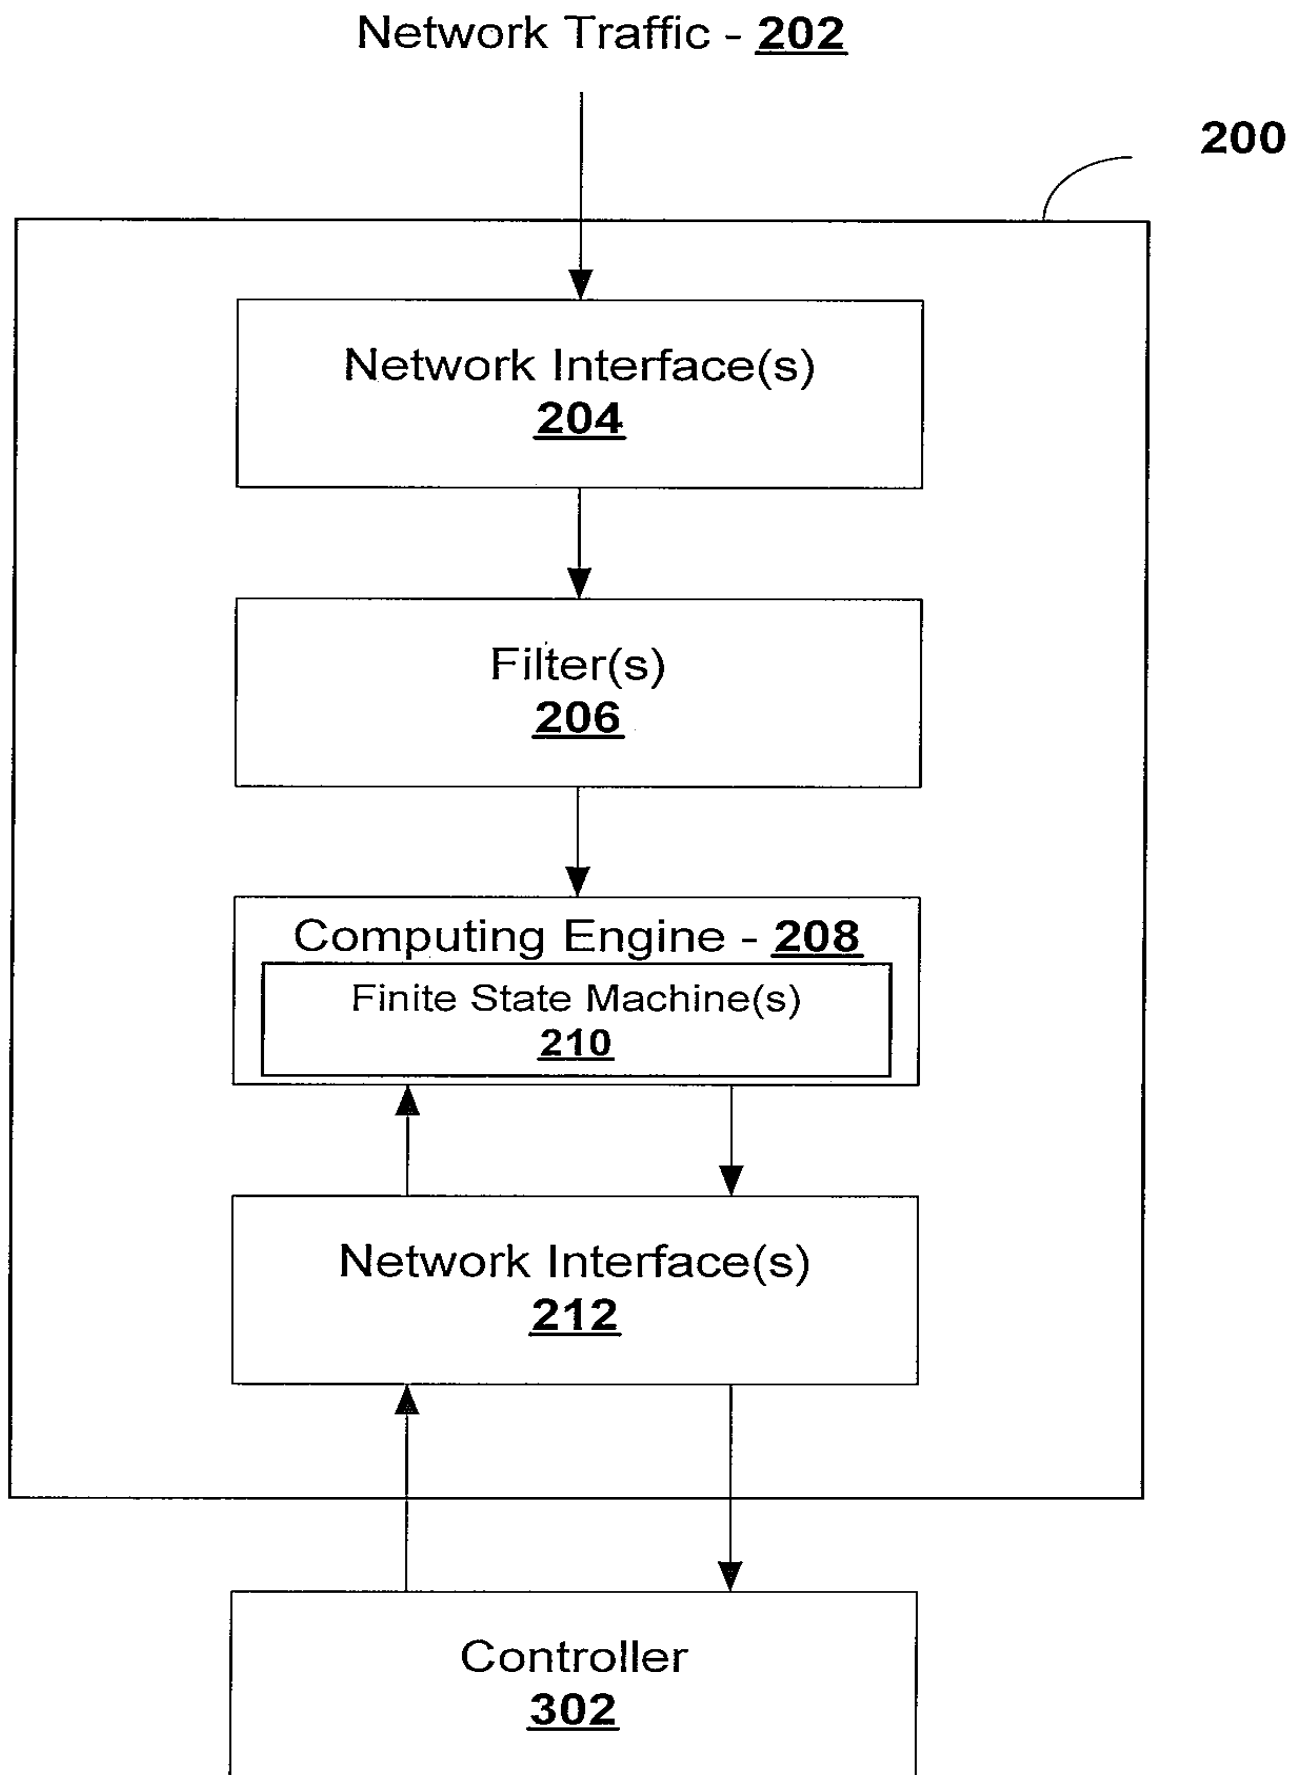 Network Traffic - 202
200
Network Interface(s)
204
Filter(s)
206
Computing Engine - 208
Finite State Machine(s)
210
Network Interface(s)
212
Controller
302